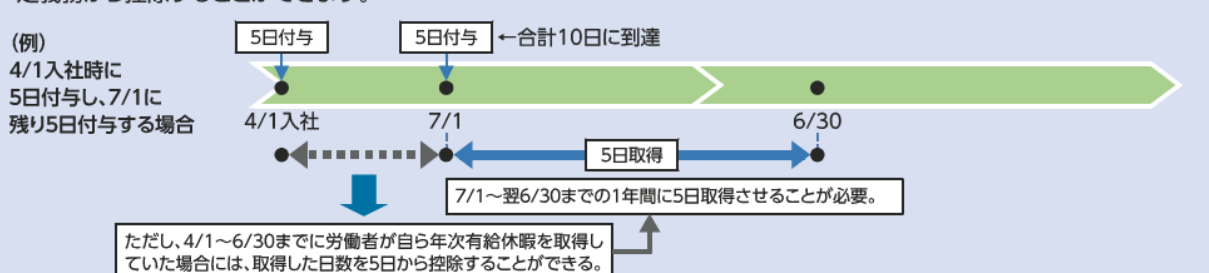 (例)
4/1入社時に
5日付与し、7/1に
残り5日付与する場合
5日付与
5日付与
←合計10日に到達
4/1入社
7/1
6/30
5日取得
7/1～翌6/30までの1年間に5日取得させることが必要。
ただし、4/1～6/30までに労働者が自ら年次有給休暇を取得し
ていた場合には、取得した日数を5日から控除することができる。